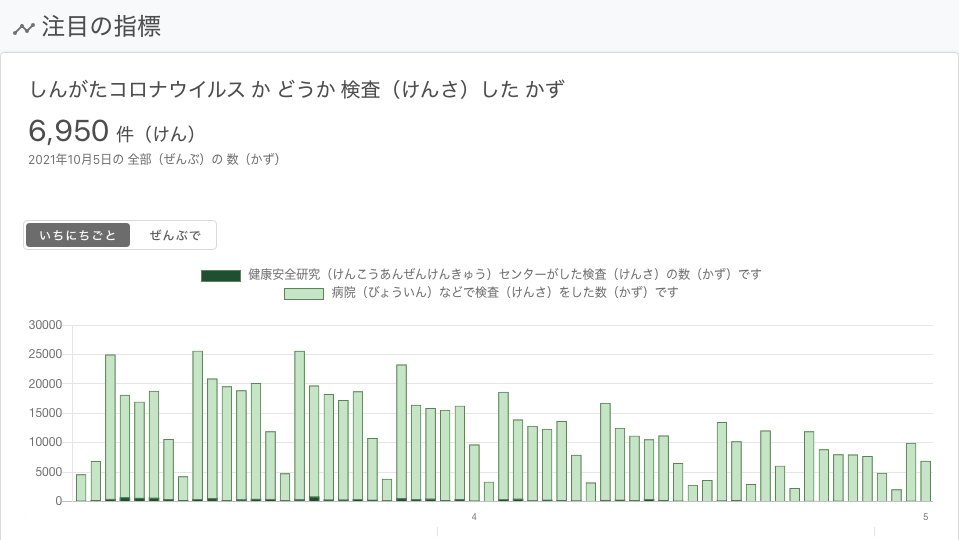 注目の指標
しんがたコロナウイルス か どうか 検査（けんさ）した かず
6,950 件（けん）
2021年10月5日の 全部（ぜんぶ）の 数（かず）
いちにちごと ぜんぶで
健康安全研究（けんこうあんぜんけんきゅう）センターがした検査（けんさ）の数（かず）です
病院（びょういん）などで検査（けんさ）をした数（かず）です
30000
25000
20000
15000
10000
5000
0
4 5